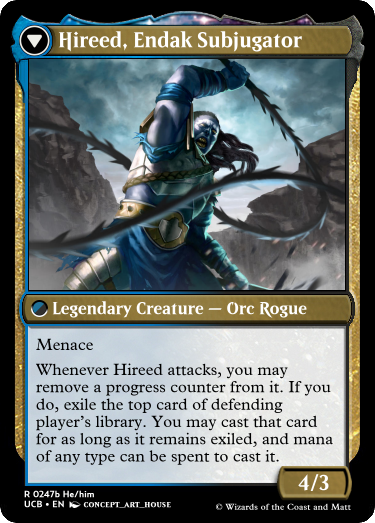 Hireed, Endak Subjugator
Legendary Creature — Orc Rogue
Menace
Whenever Hireed attacks, you may
remove a progress counter from it. If you
do, exile the top card of defending
player's library. You may cast that card
for as long as it remains exiled, and mana
of any type can be spent to cast it.
4/3
R 0247b He/him
UCB • EN CONCEPT_ART_HOUSE
© Wizards of the Coast and Matt